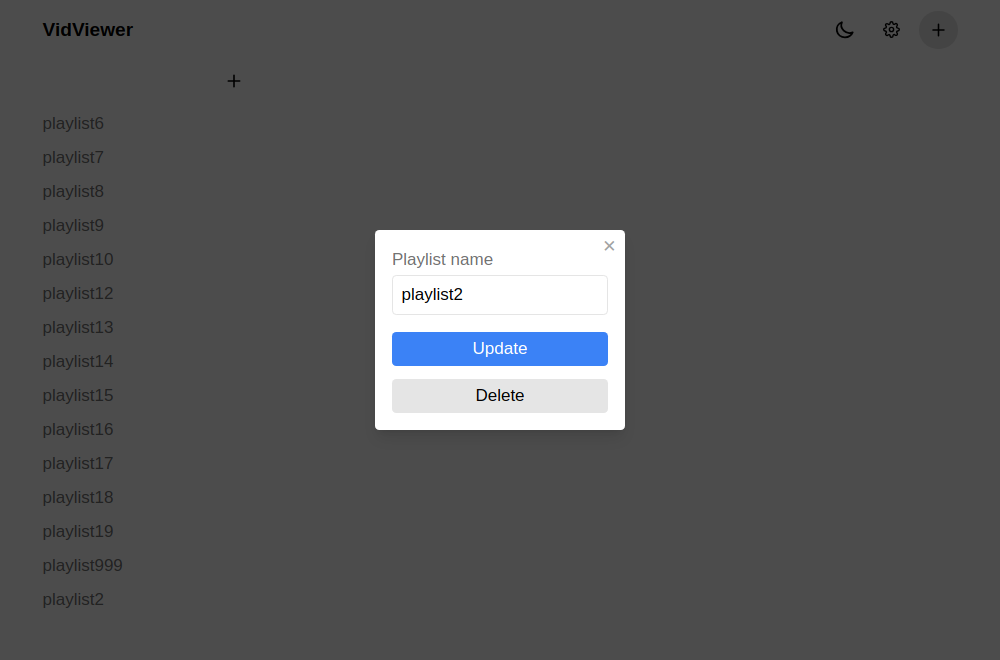 VidViewer
playlist6
playlist7
playlist8
playlist9
playlist10
playlist12
playlist13
playlist14
playlist15
playlist16
playlist17
playlist18
playlist19
playlist999
playlist2
Playlist name
playlist2
Update
Delete